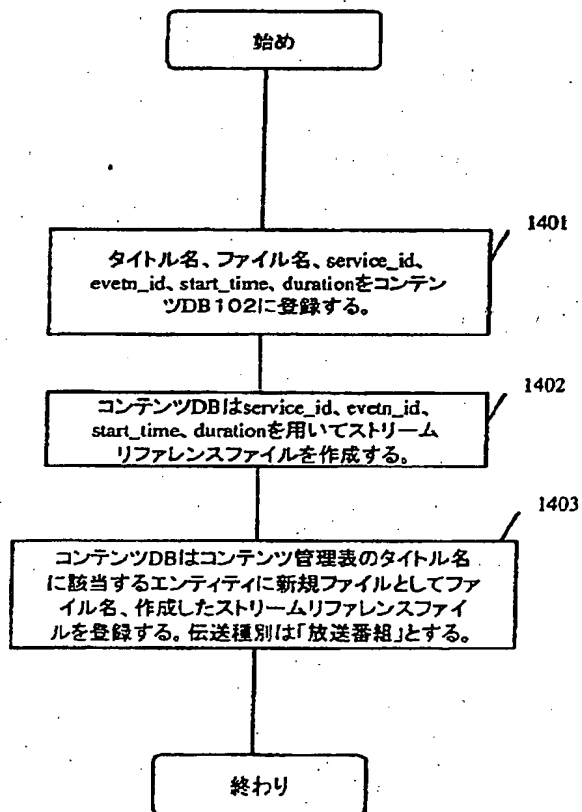 始め
1401
タイトル名、ファイル名、service_id、
evetn_id、start_time、durationをコンテン
ツDB102に登録する。
1402
コンテンツDBはservice_id、evetn_id、
start_time、durationを用いてストリーム
リファレンスファイルを作成する。
1403
コンテンツDBはコンテンツ管理表のタイトル名
に該当するエンティティに新規ファイルとしてファ
イル名、作成したストリームリファレンスファイ
ルを登録する。伝送種別は「放送番組」とする。
終わり